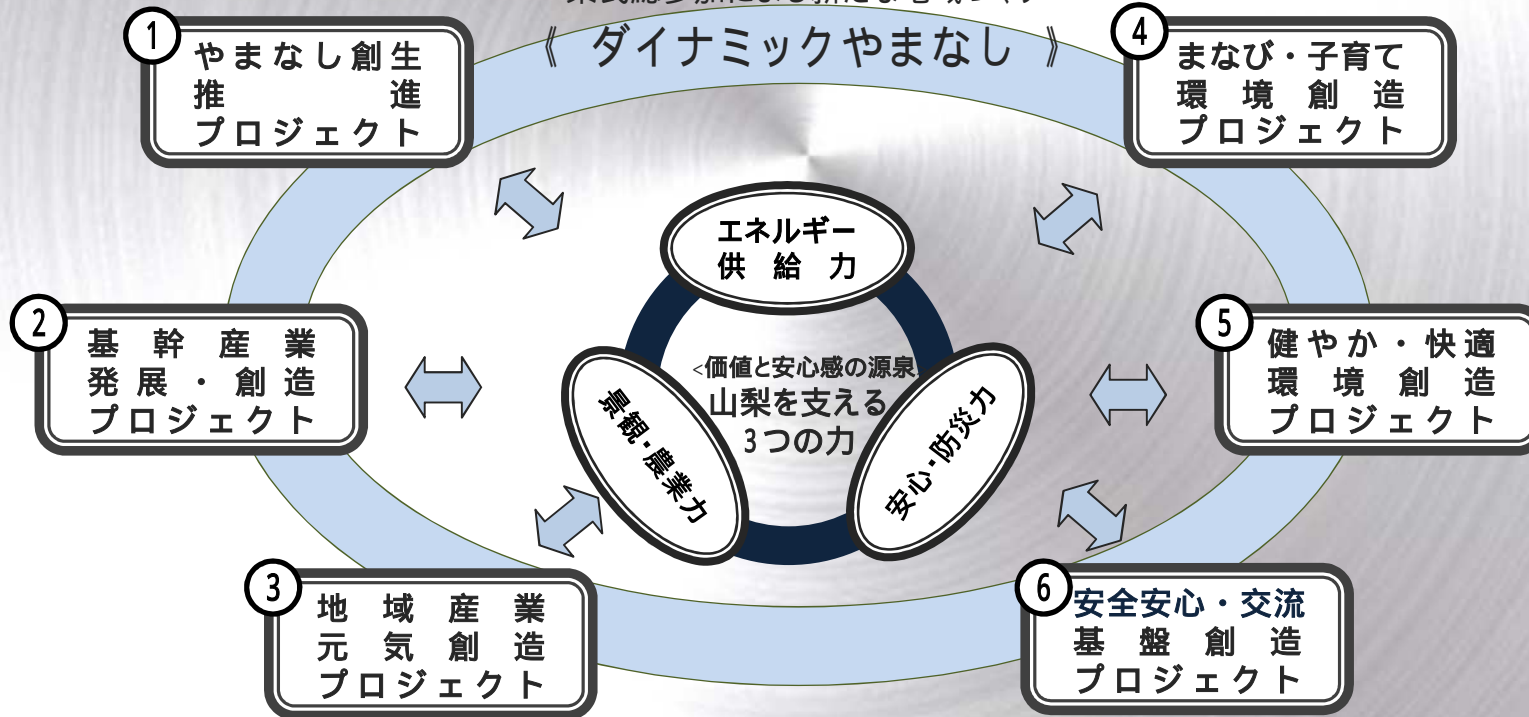 《 ダイナミックやまなし 》
1
やまなし創生
推進
プロジェクト
2
基幹産業
発展・創造
プロジェクト
3
地域産業
元気創造
プロジェクト
4
まなび・子育て
環境創造
プロジェクト
5
健やか・快適
環境創造
プロジェクト
6
安全安心・交流
基盤創造
プロジェクト
エネルギー
供給力
<価値と安心感の源泉
山梨を支える
3つの力
景観・農業力
安心・防災力